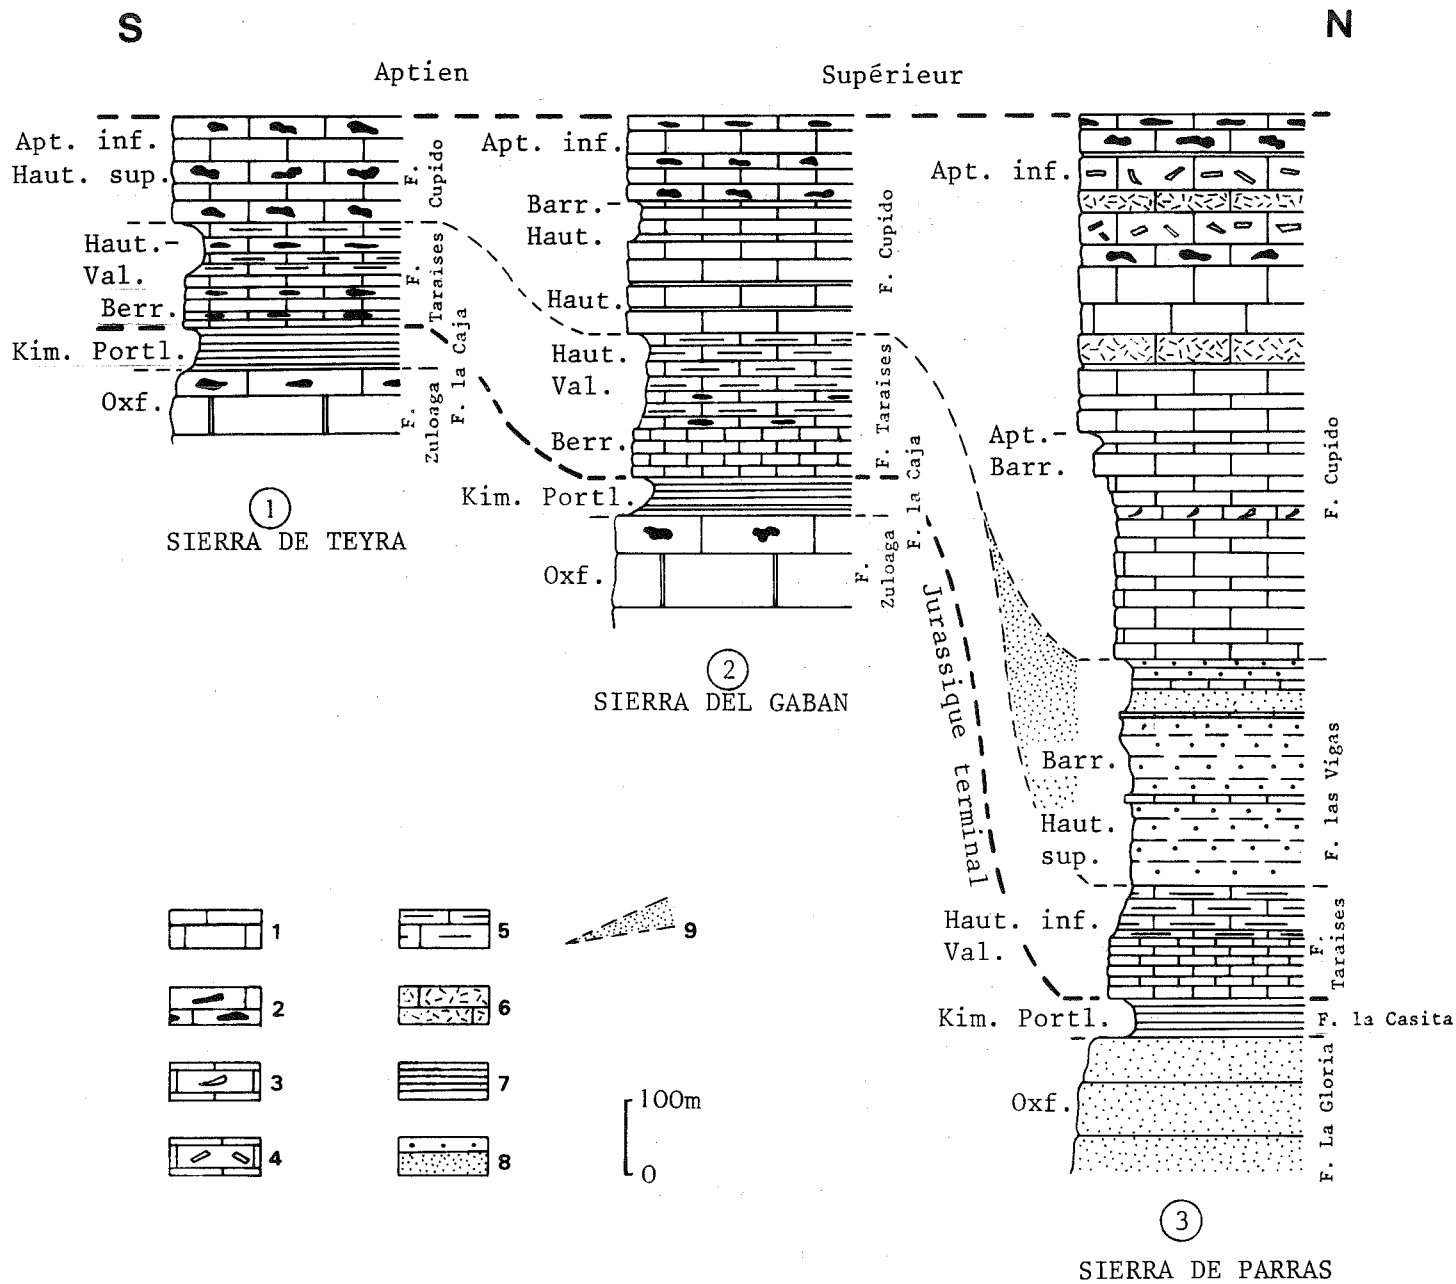 S
N
Aptien
Supérieur
Apt. inf.
Haut. sup.
Haut.-
Val.
Berr.
Kim. Portl.
Oxf.
F. Cupido
F. Taraises
F. la Caja
F. Zuloaga
1
SIERRA DE TEYRA
Apt. inf.
Barr.-
Haut.
Haut.
Haut.
Val.
Berr.
Kim. Portl.
Oxf.
F. Cupido
F. Taraises
F. la Caja
F. Zuloaga
2
SIERRA DEL GABAN
Jurassique terminal
Apt. inf.
Apt.-
Barr.
Barr.
Haut.
sup.
Haut. inf.
Val.
Kim. Portl.
Oxf.
F. Cupido
F. las Vigas
F. Taraises
F. la Casita
F. La Gloria
3
SIERRA DE PARRAS
1
2
3
4
5
6
7
8
9
100m
0